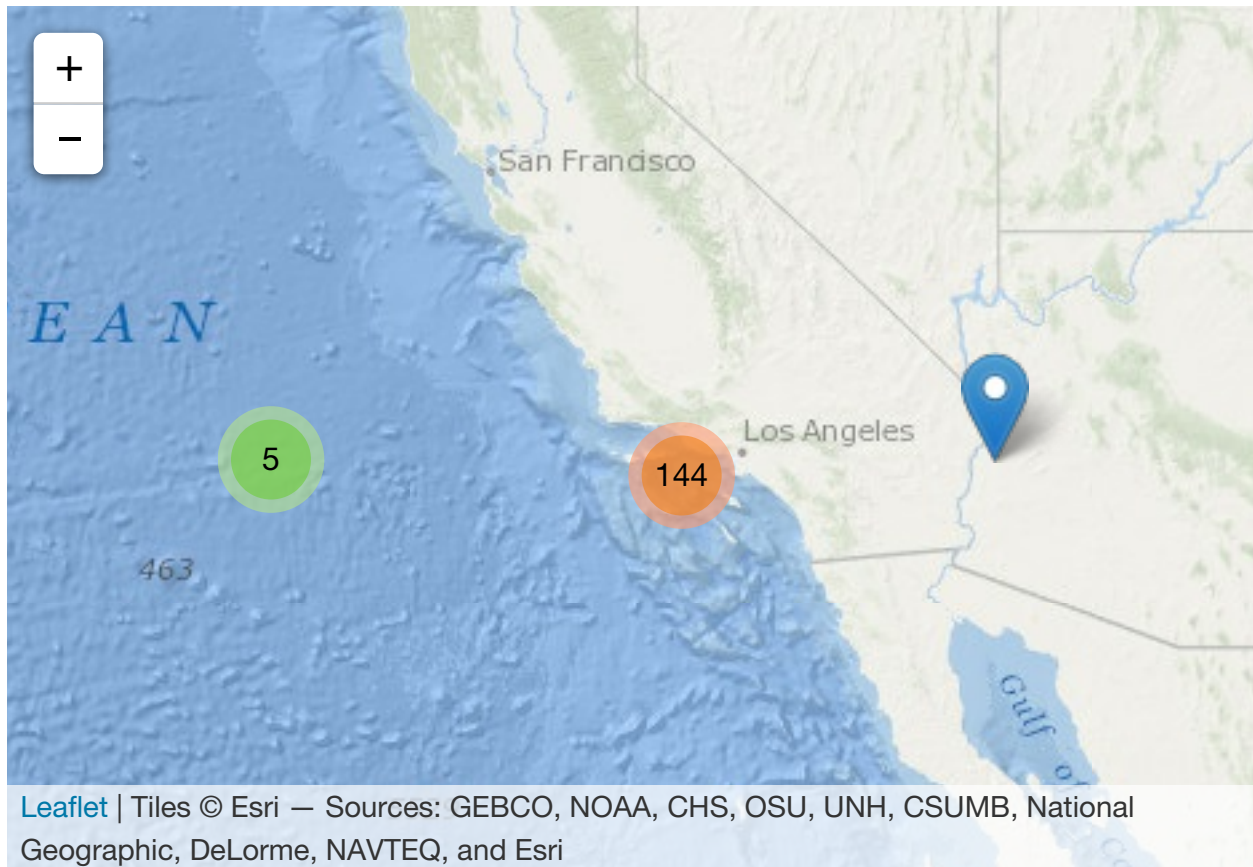 +
−
San Francisco
E A N
Los Angeles
5
144
463
Gulf of
C
Leaflet | Tiles © Esri — Sources: GEBCO, NOAA, CHS, OSU, UNH, CSUMB, National
Geographic, DeLorme, NAVTEQ, and Esri